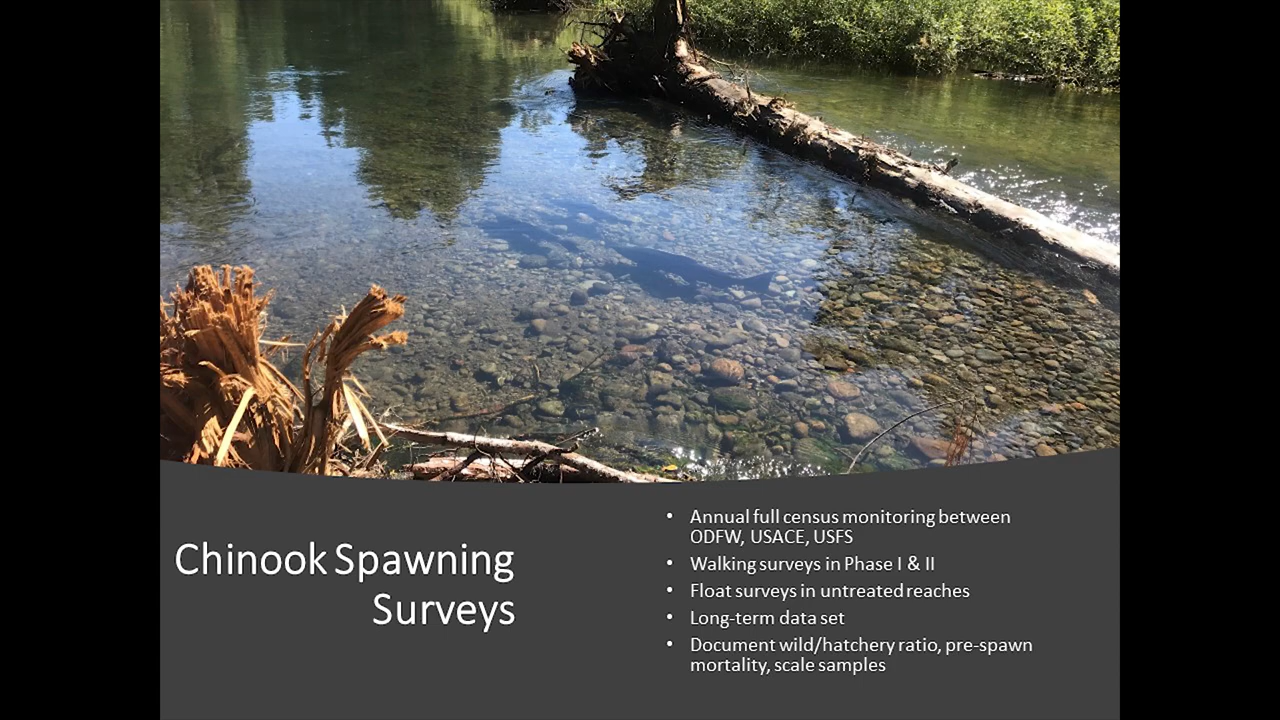 Chinook Spawning
Surveys
• Annual full census monitoring between
ODFW, USACE, USFS
• Walking surveys in Phase I & II
• Float surveys in untreated reaches
• Long-term data set
• Document wild/hatchery ratio, pre-spawn
mortality, scale samples